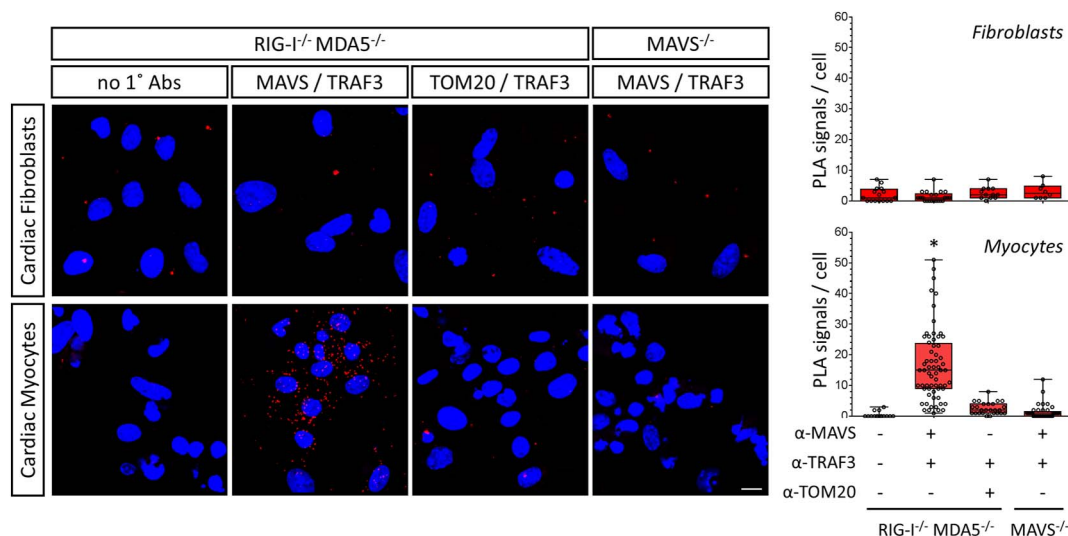 RIG-I-/- MDA5-/-
MAVS-/-
no 1˚ Abs
MAVS / TRAF3
TOM20 / TRAF3
MAVS / TRAF3
Cardiac Fibroblasts
Cardiac Myocytes
Fibroblasts
PLA signals / cell
60
50
40
30
20
10
0
Myocytes
*
PLA signals / cell
60
50
40
30
20
10
0
α-MAVS - + - +
α-TRAF3 - + + +
α-TOM20 - - + -
RIG-I-/- MDA5-/- MAVS-/-